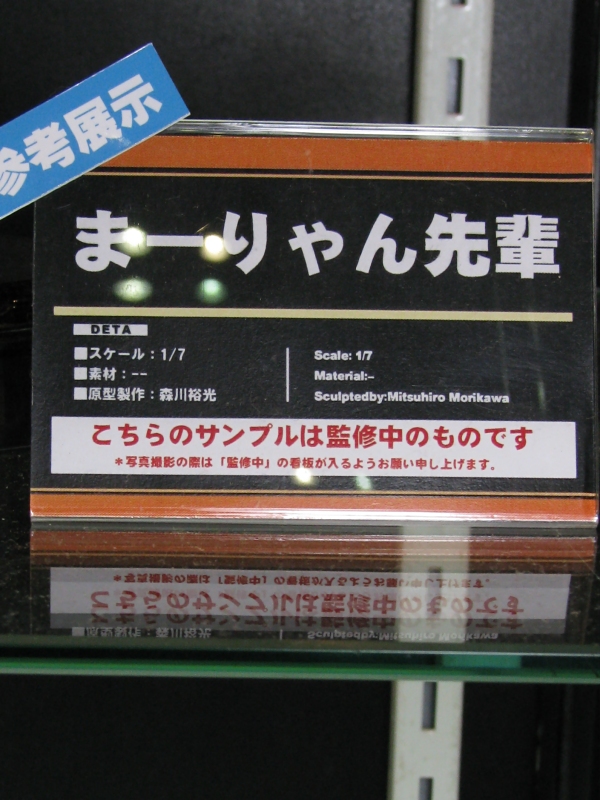 参考展示
まーりゃん先輩
DETA
■スケール：1/7
■素材：--
■原型製作：森川裕光
Scale: 1/7
Material:-
Sculptedby:Mitsuhiro Morikawa
こちらのサンプルは監修中のものです
＊写真撮影の際は「監修中」の看板が入るようお願い申し上げます。